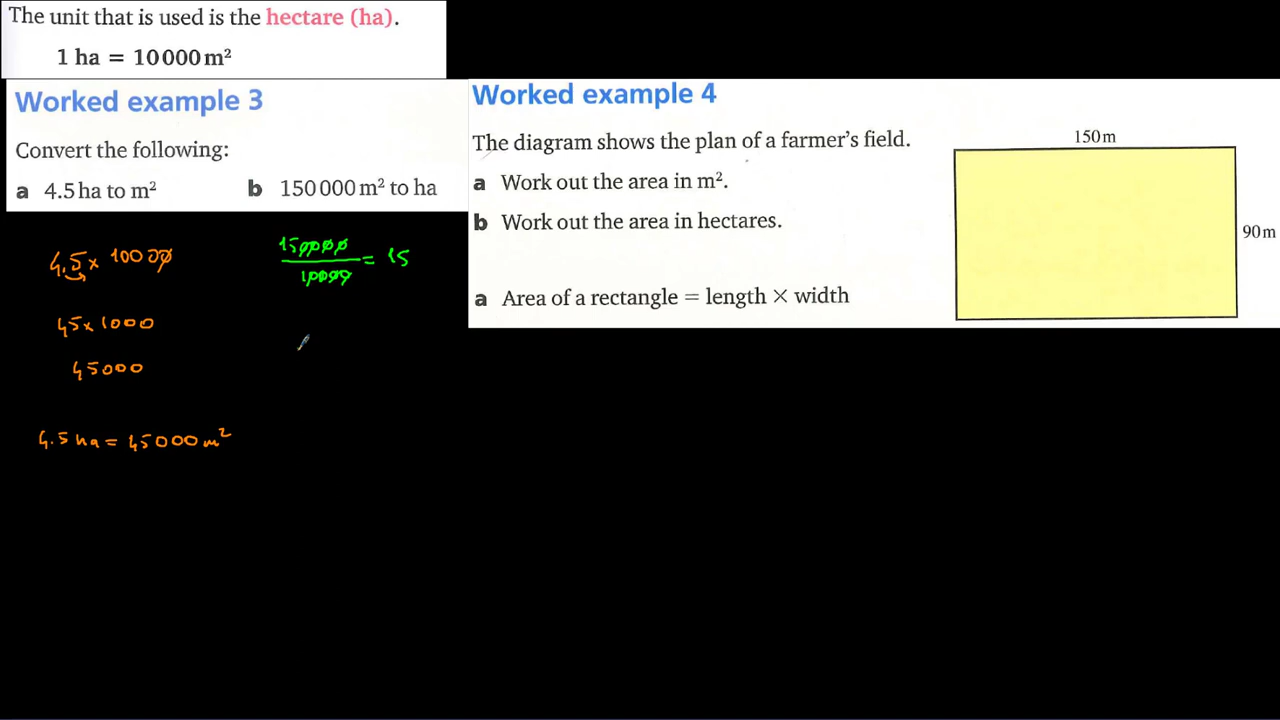 The unit that is used is the hectare (ha).
1 ha = 10 000 m²
Worked example 3
Convert the following:
a 4.5 ha to m²
b 150 000 m² to ha
4.5 × 10000
45 × 1000
45000
4.5 ha = 45000 m²
150000
10000
= 15
Worked example 4
The diagram shows the plan of a farmer's field.
a Work out the area in m².
b Work out the area in hectares.
a Area of a rectangle = length × width
150 m
90 m